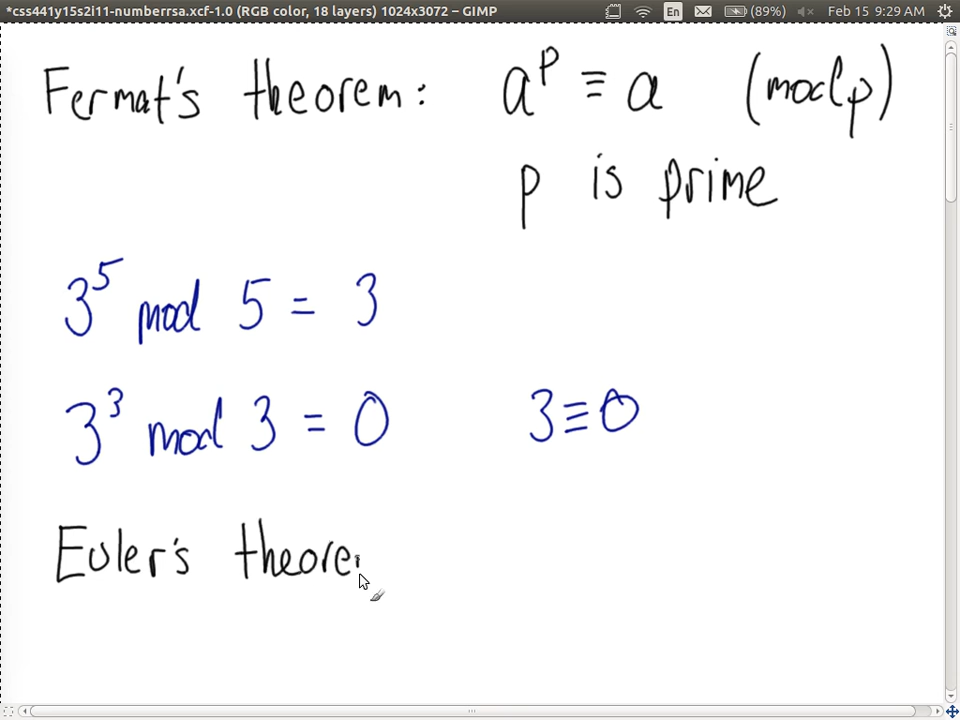 *css441y15s2i11-numberrsa.xcf-1.0 (RGB color, 18 layers) 1024x3072 – GIMP En (89%) Feb 15 9:29 AM
Fermat's theorem: a^p ≡ a (mod p)
p is prime
3^5 mod 5 = 3
3^3 mod 3 = 0 3≡0
Euler's theore